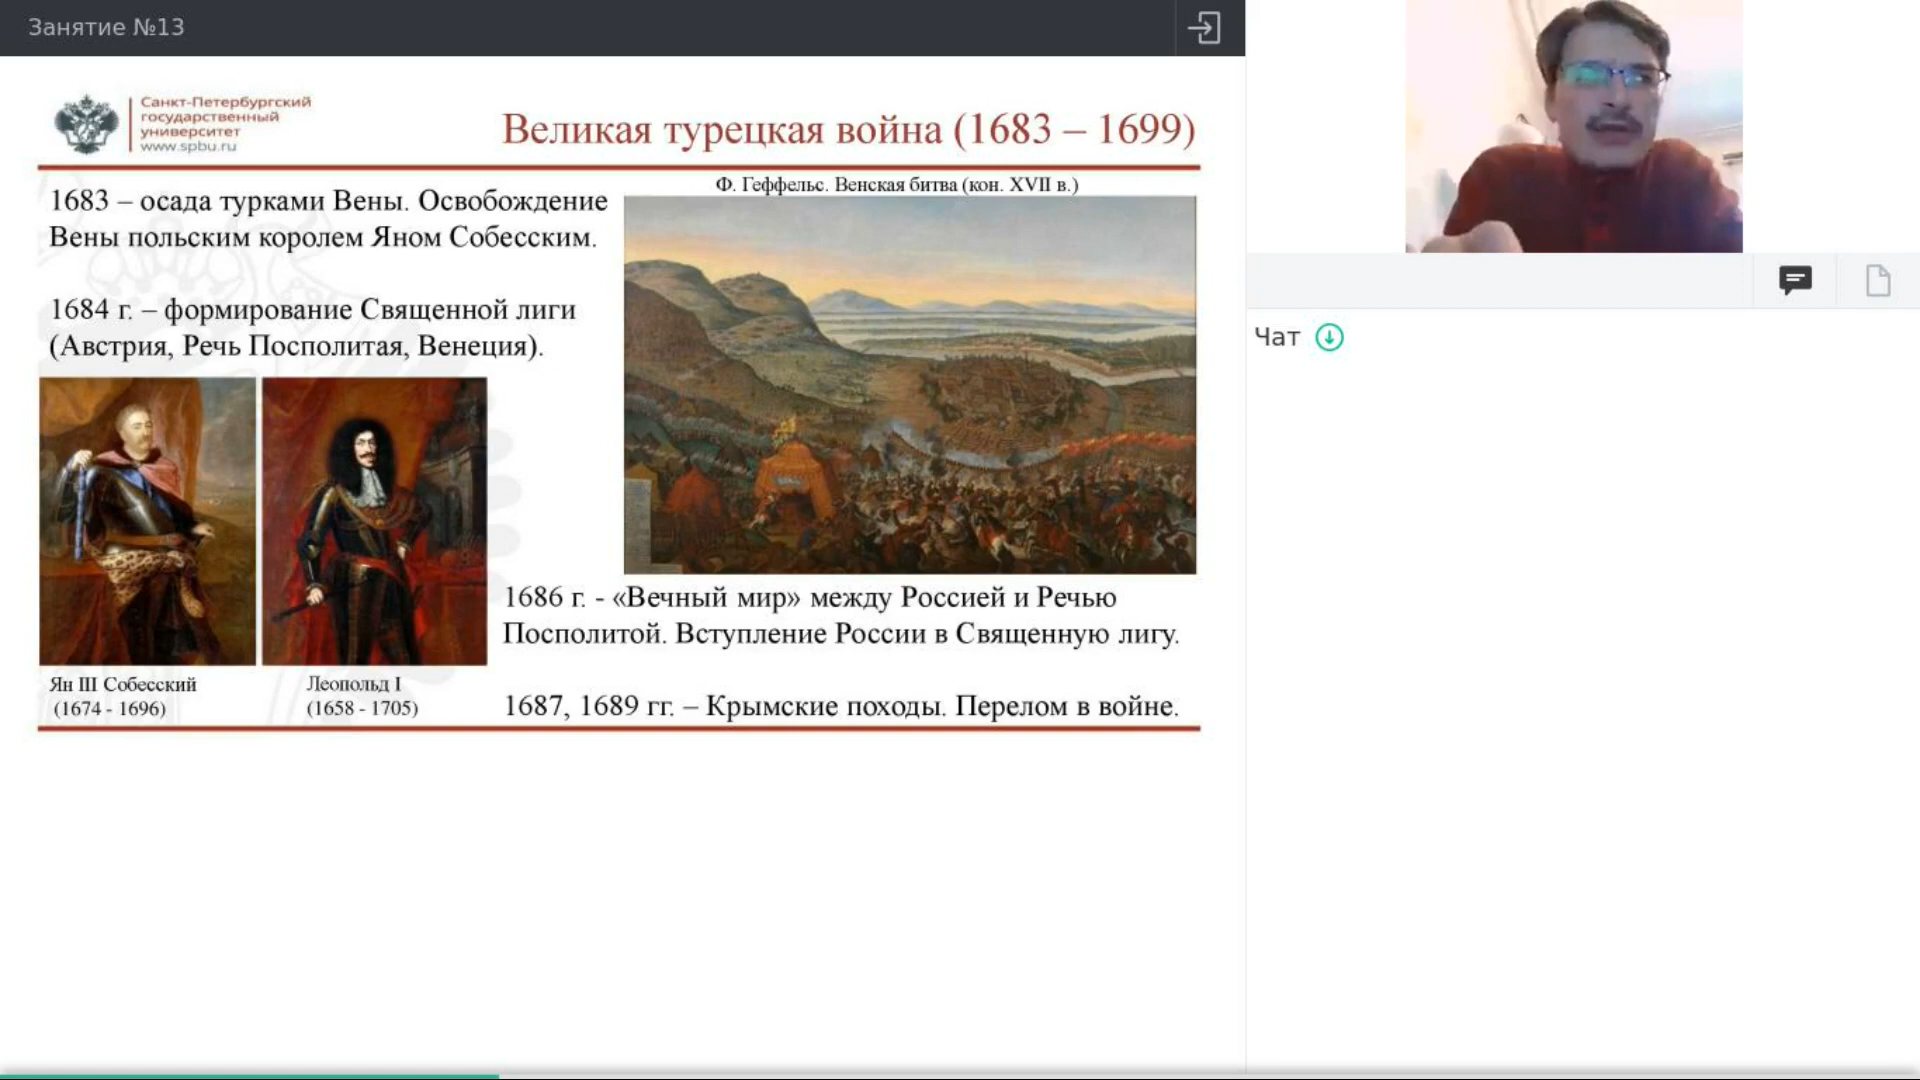 Занятие №13
Санкт-Петербургский
государственный
университет
www.spbu.ru
Великая турецкая война (1683 – 1699)
1683 – осада турками Вены. Освобождение
Вены польским королем Яном Собесским.
1684 г. – формирование Священной лиги
(Австрия, Речь Посполитая, Венеция).
Ф. Геффельс. Венская битва (кон. XVII в.)
Ян III Собесский
(1674 - 1696)
Леопольд I
(1658 - 1705)
1686 г. - «Вечный мир» между Россией и Речью
Посполитой. Вступление России в Священную лигу.
1687, 1689 гг. – Крымские походы. Перелом в войне.
Чат